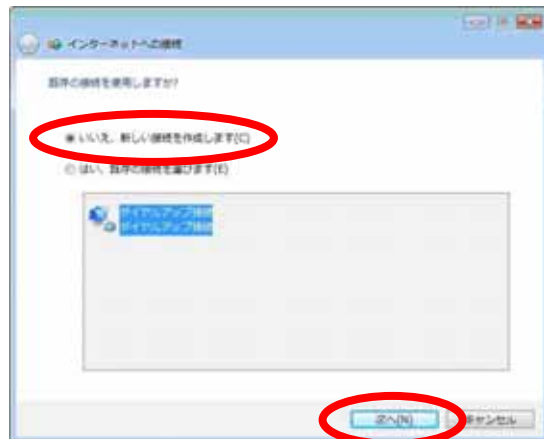 インターネットへの接続
既存の接続を使用しますか?
いいえ、新しい接続を作成します(C)
はい、既存の接続を選びます(E)
ダイヤルアップ接続
ダイヤルアップ接続
次へ(N)
キャンセル